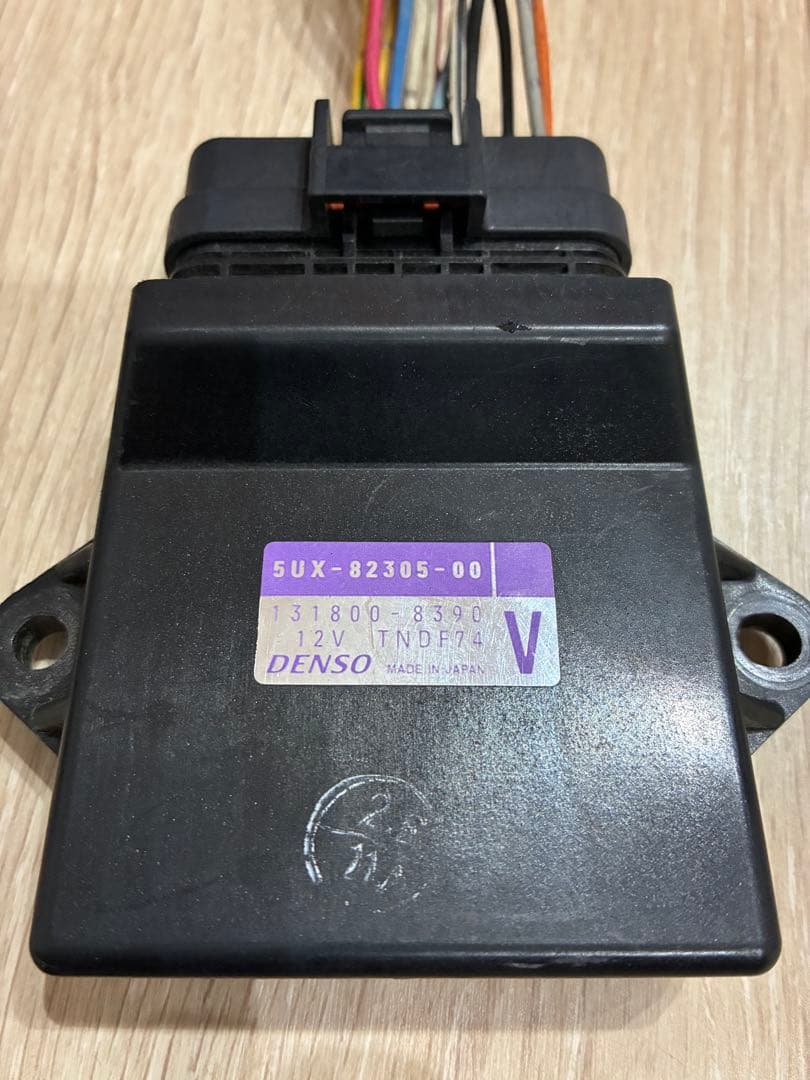 5UX-82305-00
131800-8390
12V TNDF74 V
DENSO MADE IN JAPAN